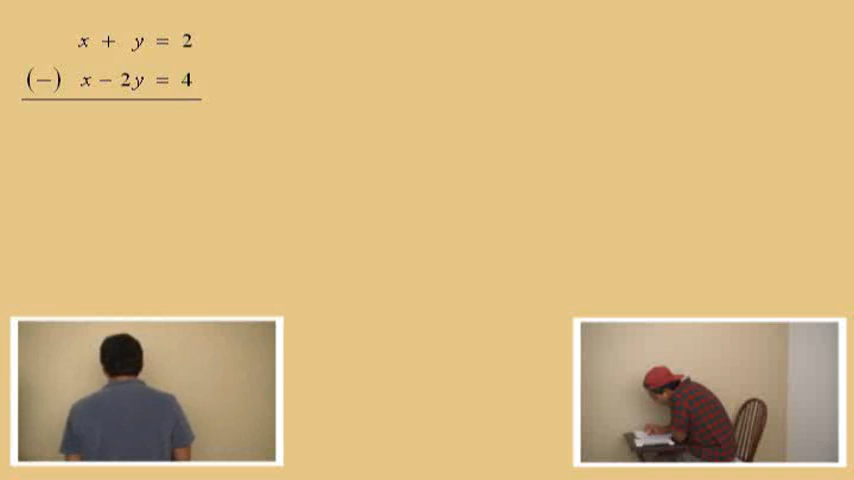 x + y = 2
(−) x − 2y = 4